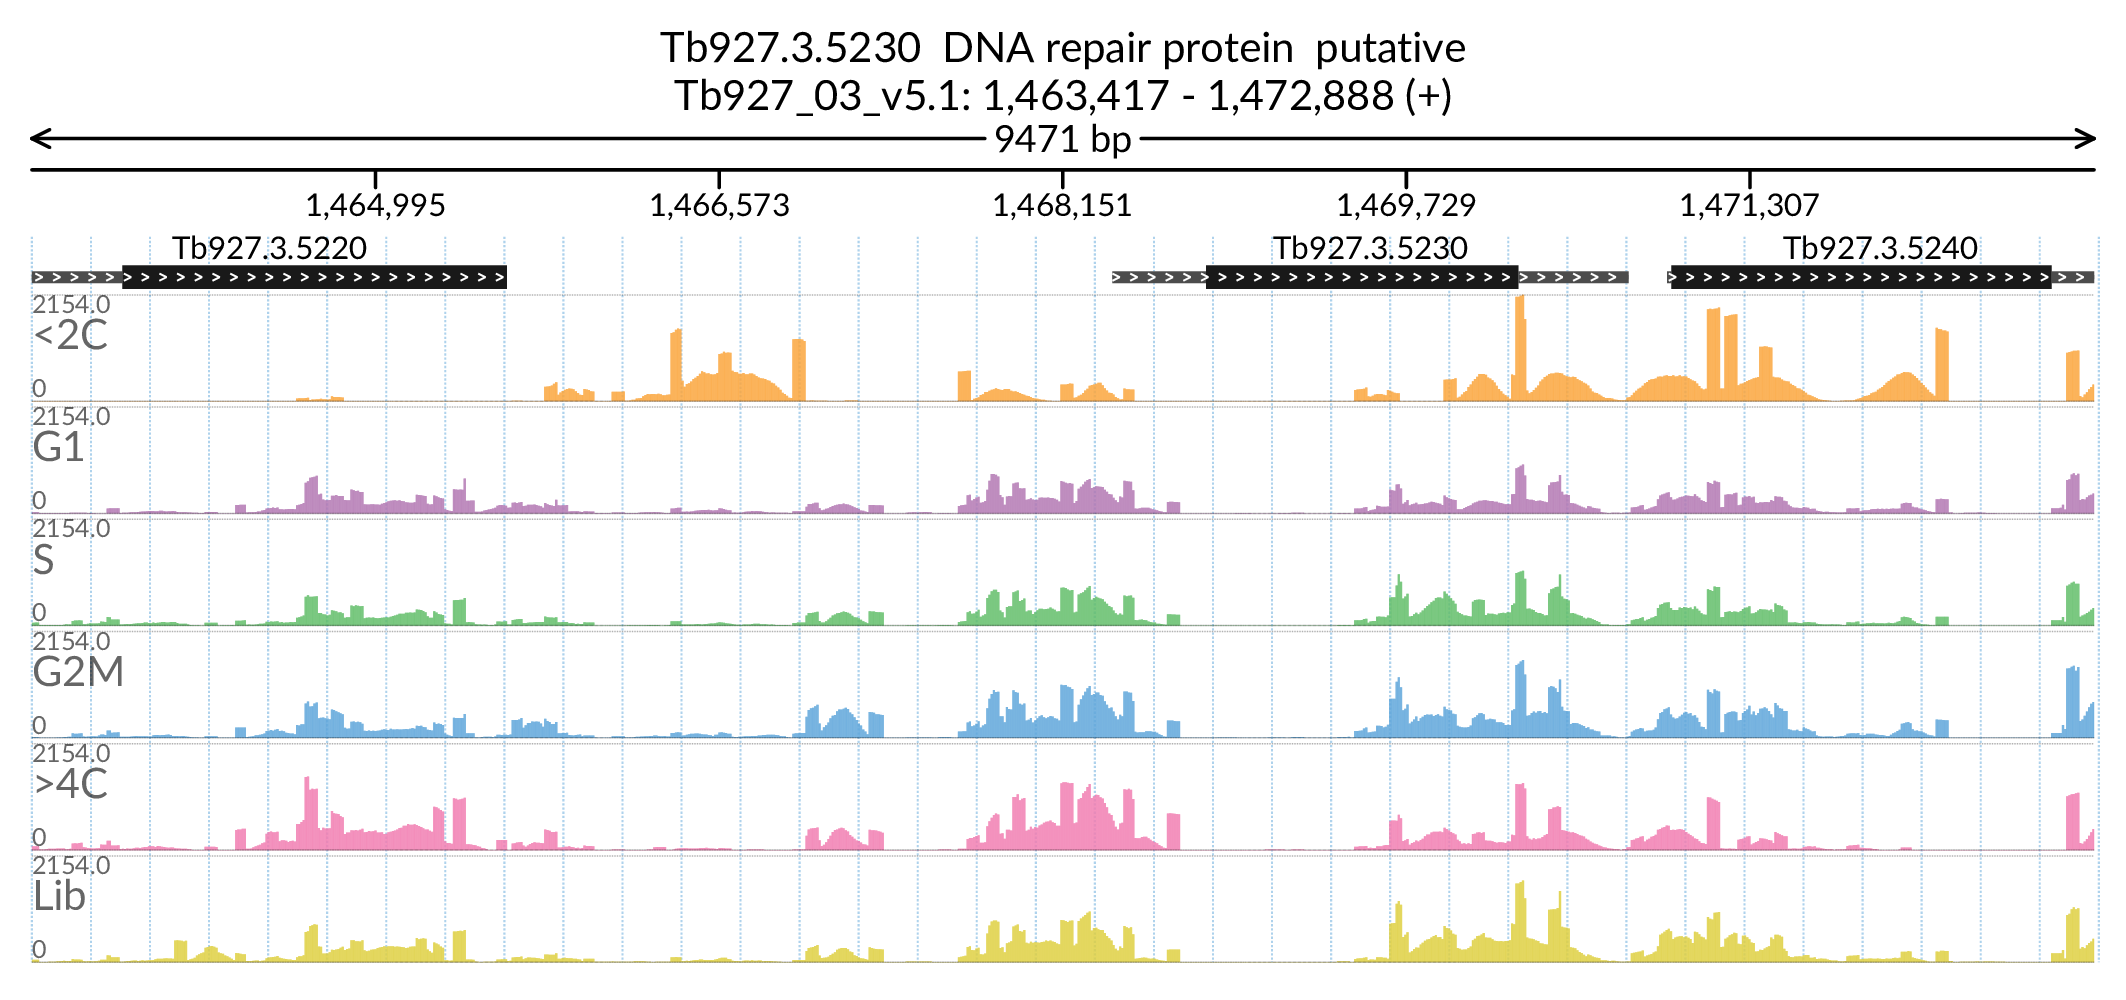 Tb927.3.5230  DNA repair protein  putative
Tb927_03_v5.1: 1,463,417 - 1,472,888 (+)
9471 bp
1,464,995 1,466,573 1,468,151 1,469,729 1,471,307
Tb927.3.5220 Tb927.3.5230 Tb927.3.5240
2154.0
<2C
0
2154.0
G1
0
2154.0
S
0
2154.0
G2M
0
2154.0
>4C
0
2154.0
Lib
0